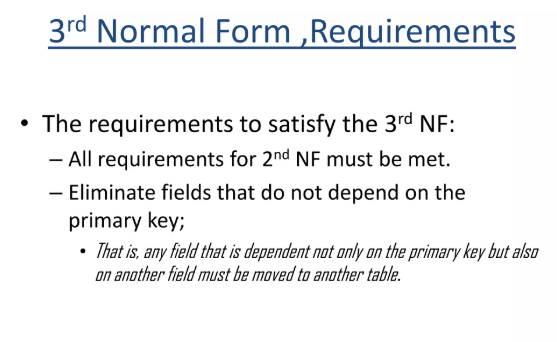 3rd Normal Form ,Requirements
• The requirements to satisfy the 3rd NF:
– All requirements for 2nd NF must be met.
– Eliminate fields that do not depend on the
primary key;
• That is, any field that is dependent not only on the primary key but also
on another field must be moved to another table.